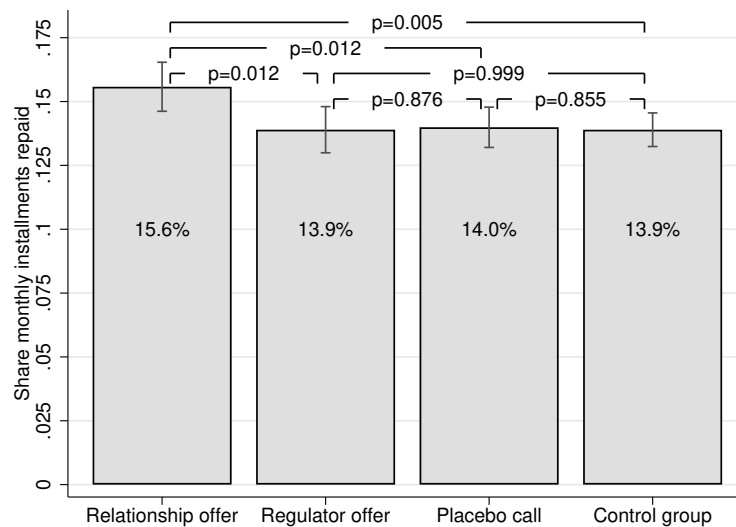 p=0.005
p=0.012
p=0.012
p=0.999
p=0.876
p=0.855
Share monthly installments repaid
.175
.15
.125
.1
.075
.05
.025
0
15.6%
13.9%
14.0%
13.9%
Relationship offer
Regulator offer
Placebo call
Control group